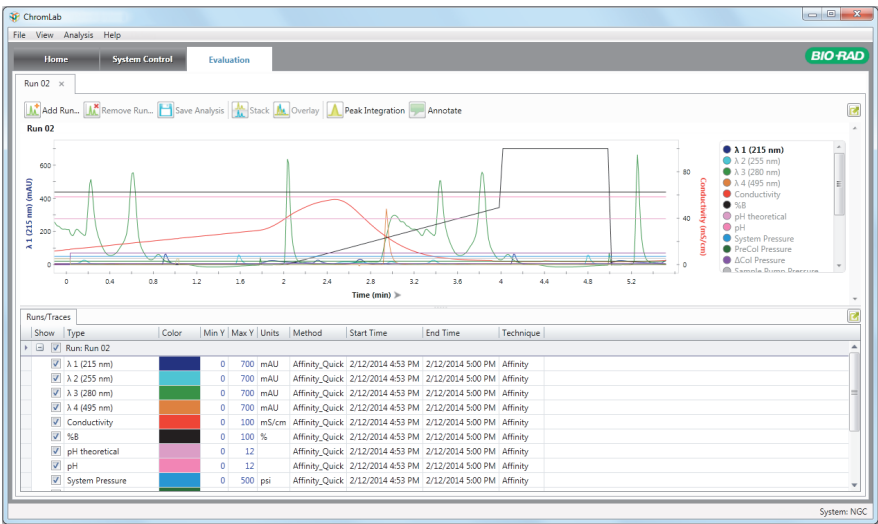 ChromLab
File View Analysis Help
Home System Control Evaluation BIO-RAD
Run 02 ×
Add Run... Remove Run... Save Analysis Stack Overlay Peak Integration Annotate
Run 02
λ 1 (215 nm) (mAU)
600
400
200
0
0 0.4 0.8 1.2 1.6 2 2.4 2.8 3.2 3.6 4 4.4 4.8 5.2
Time (min)
80
40
0
Conductivity (mS/cm)
λ 1 (215 nm)
λ 2 (255 nm)
λ 3 (280 nm)
λ 4 (495 nm)
Conductivity
%B
pH theoretical
pH
System Pressure
PreCol Pressure
ΔCol Pressure
Sample Pump Pressure
Runs/Traces
Show Type Color Min Y Max Y Units Method Start Time End Time Technique
Run: Run 02
λ 1 (215 nm) 0 700 mAU Affinity_Quick 2/12/2014 4:53 PM 2/12/2014 5:00 PM Affinity
λ 2 (255 nm) 0 700 mAU Affinity_Quick 2/12/2014 4:53 PM 2/12/2014 5:00 PM Affinity
λ 3 (280 nm) 0 700 mAU Affinity_Quick 2/12/2014 4:53 PM 2/12/2014 5:00 PM Affinity
λ 4 (495 nm) 0 700 mAU Affinity_Quick 2/12/2014 4:53 PM 2/12/2014 5:00 PM Affinity
Conductivity 0 100 mS/cm Affinity_Quick 2/12/2014 4:53 PM 2/12/2014 5:00 PM Affinity
%B 0 100 % Affinity_Quick 2/12/2014 4:53 PM 2/12/2014 5:00 PM Affinity
pH theoretical 0 12 Affinity_Quick 2/12/2014 4:53 PM 2/12/2014 5:00 PM Affinity
pH 0 12 Affinity_Quick 2/12/2014 4:53 PM 2/12/2014 5:00 PM Affinity
System Pressure 0 500 psi Affinity_Quick 2/12/2014 4:53 PM 2/12/2014 5:00 PM Affinity
System: NGC